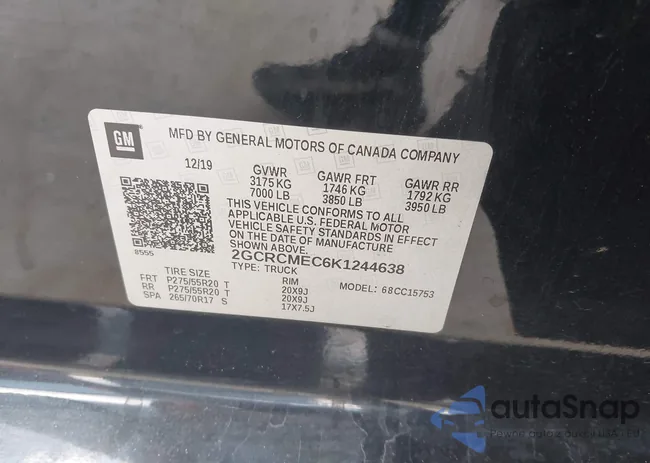 GM
MFD BY GENERAL MOTORS OF CANADA COMPANY
12/19 GVWR GAWR FRT GAWR RR
3175 KG 1746 KG 1792 KG
7000 LB 3850 LB 3950 LB
THIS VEHICLE CONFORMS TO ALL
APPLICABLE U.S. FEDERAL MOTOR
VEHICLE SAFETY STANDARDS IN EFFECT
ON THE DATE OF MANUFACTURE
SHOWN ABOVE.
8555 2GCRCMEC6K1244638
TYPE: TRUCK
TIRE SIZE RIM 68CC15753
FRT P275/55R20 T 20X9J
RR P275/55R20 T 20X9J
SPA 265/70R17 S 17X7.5J
autaSnap